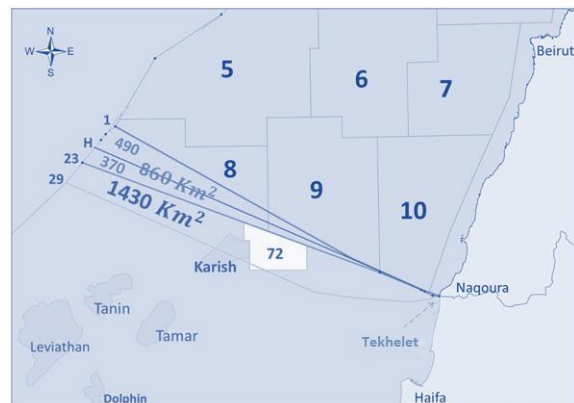 N
W E
S
Beirut
5
6
7
1
H
23
29
490
370
860 Km²
1430 Km²
8
9
10
72
Karish
Naqoura
Tanin
Tamar
Tekhelet
Leviathan
Dolphin
Haifa